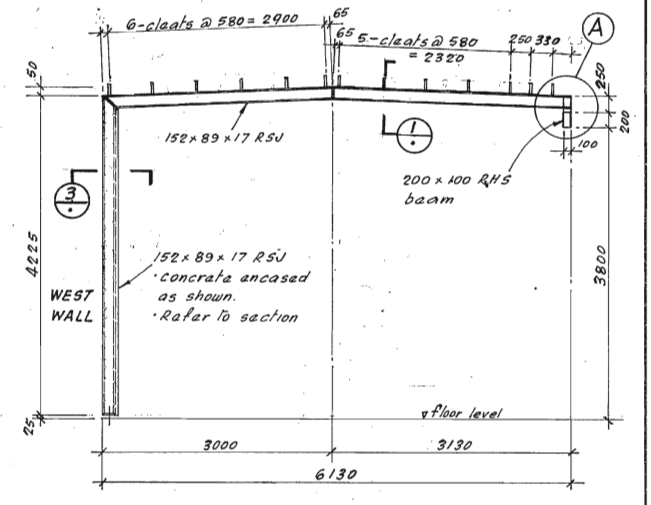 6-cleats @ 580 = 2900
65
65
5-cleats @ 580
= 2320
250
330
A
50
250
200
100
152 x 89 x 17 RSJ
1
200 x 100 RHS
beam
3
4225
3800
152 x 89 x 17 RSJ
· Concrete encased
as shown.
· Refer to section
WEST
WALL
25
floor level
3000
3130
6130